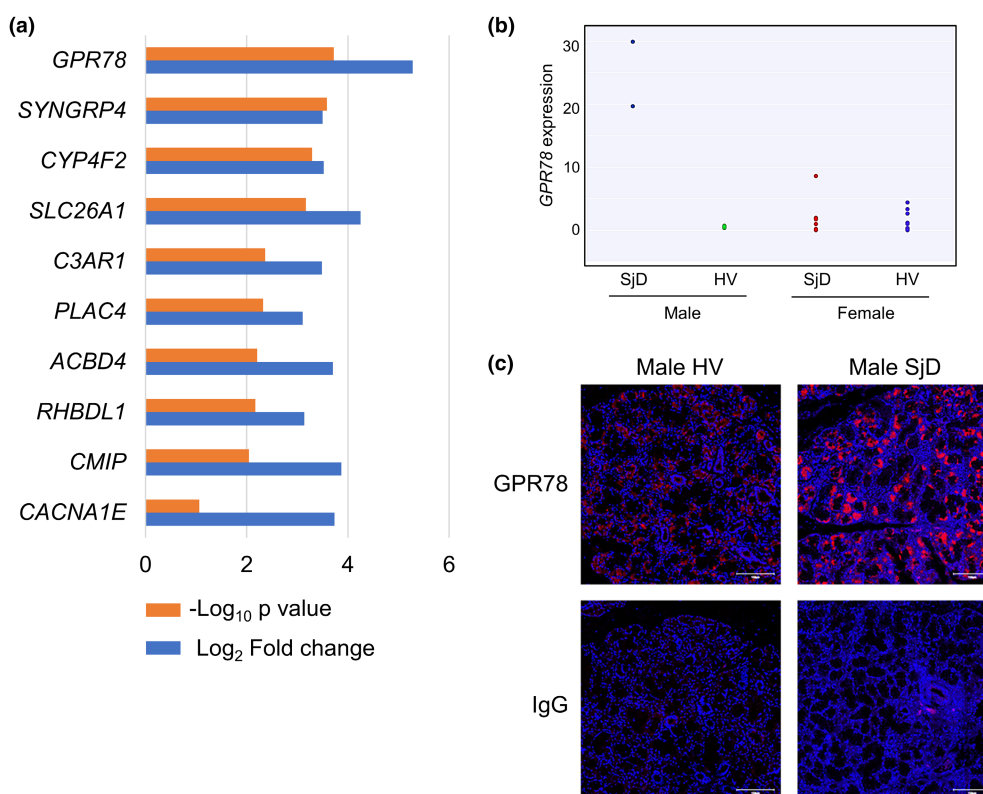 (a)
GPR78
SYNGRP4
CYP4F2
SLC26A1
C3AR1
PLAC4
ACBD4
RHBDL1
CMIP
CACNA1E
0 2 4 6
-Log10 p value
Log2 Fold change
(b)
GPR78 expression
30
20
10
0
SjD HV SjD HV
Male Female
(c)
Male HV Male SjD
GPR78
IgG